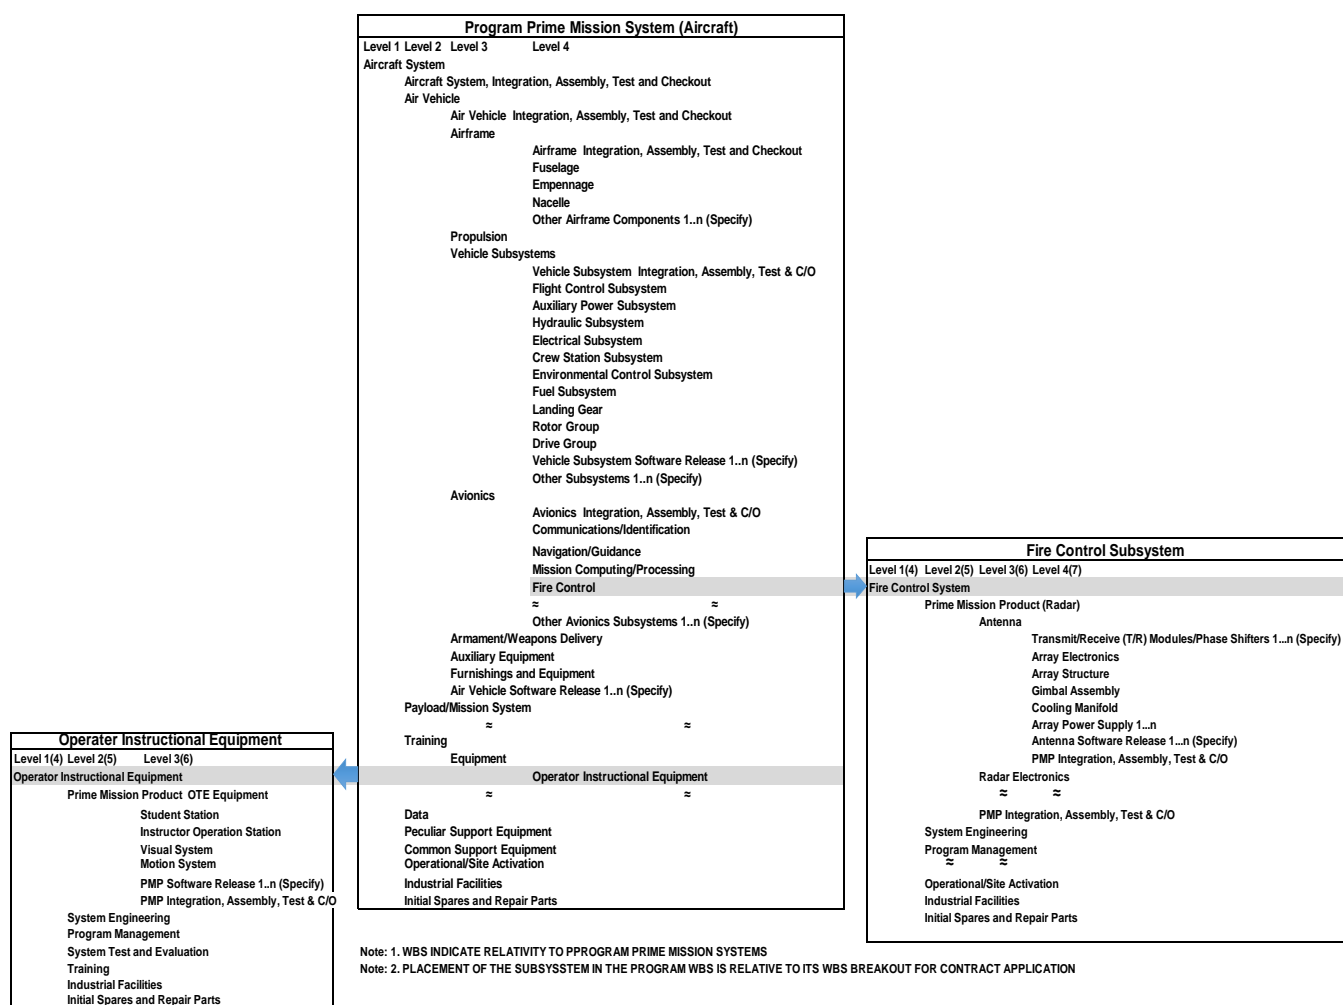 Program Prime Mission System (Aircraft)
Level 1 Level 2 Level 3 Level 4
Aircraft System
Aircraft System, Integration, Assembly, Test and Checkout
Air Vehicle
Air Vehicle Integration, Assembly, Test and Checkout
Airframe
Airframe Integration, Assembly, Test and Checkout
Fuselage
Empennage
Nacelle
Other Airframe Components 1..n (Specify)
Propulsion
Vehicle Subsystems
Vehicle Subsystem Integration, Assembly, Test & C/O
Flight Control Subsystem
Auxiliary Power Subsystem
Hydraulic Subsystem
Electrical Subsystem
Crew Station Subsystem
Environmental Control Subsystem
Fuel Subsystem
Landing Gear
Rotor Group
Drive Group
Vehicle Subsystem Software Release 1..n (Specify)
Other Subsystems 1..n (Specify)
Avionics
Avionics Integration, Assembly, Test & C/O
Communications/Identification
Navigation/Guidance
Mission Computing/Processing
Fire Control
≈ ≈
Other Avionics Subsystems 1..n (Specify)
Armament/Weapons Delivery
Auxiliary Equipment
Furnishings and Equipment
Air Vehicle Software Release 1..n (Specify)
Payload/Mission System
≈ ≈
Training
Equipment
Operator Instructional Equipment
≈ ≈
Data
Peculiar Support Equipment
Common Support Equipment
Operational/Site Activation
Industrial Facilities
Initial Spares and Repair Parts
Fire Control Subsystem
Level 1(4) Level 2(5) Level 3(6) Level 4(7)
Fire Control System
Prime Mission Product (Radar)
Antenna
Transmit/Receive (T/R) Modules/Phase Shifters 1...n (Specify)
Array Electronics
Array Structure
Gimbal Assembly
Cooling Manifold
Array Power Supply 1...n
Antenna Software Release 1...n (Specify)
PMP Integration, Assembly, Test & C/O
Radar Electronics
≈ ≈
PMP Integration, Assembly, Test & C/O
System Engineering
Program Management
≈ ≈
Operational/Site Activation
Industrial Facilities
Initial Spares and Repair Parts
Operater Instructional Equipment
Level 1(4) Level 2(5) Level 3(6)
Operator Instructional Equipment
Prime Mission Product OTE Equipment
Student Station
Instructor Operation Station
Visual System
Motion System
PMP Software Release 1..n (Specify)
PMP Integration, Assembly, Test & C/O
System Engineering
Program Management
System Test and Evaluation
Training
Industrial Facilities
Initial Spares and Repair Parts
Note: 1. WBS INDICATE RELATIVITY TO PPROGRAM PRIME MISSION SYSTEMS
Note: 2. PLACEMENT OF THE SUBSYSSTEM IN THE PROGRAM WBS IS RELATIVE TO ITS WBS BREAKOUT FOR CONTRACT APPLICATION